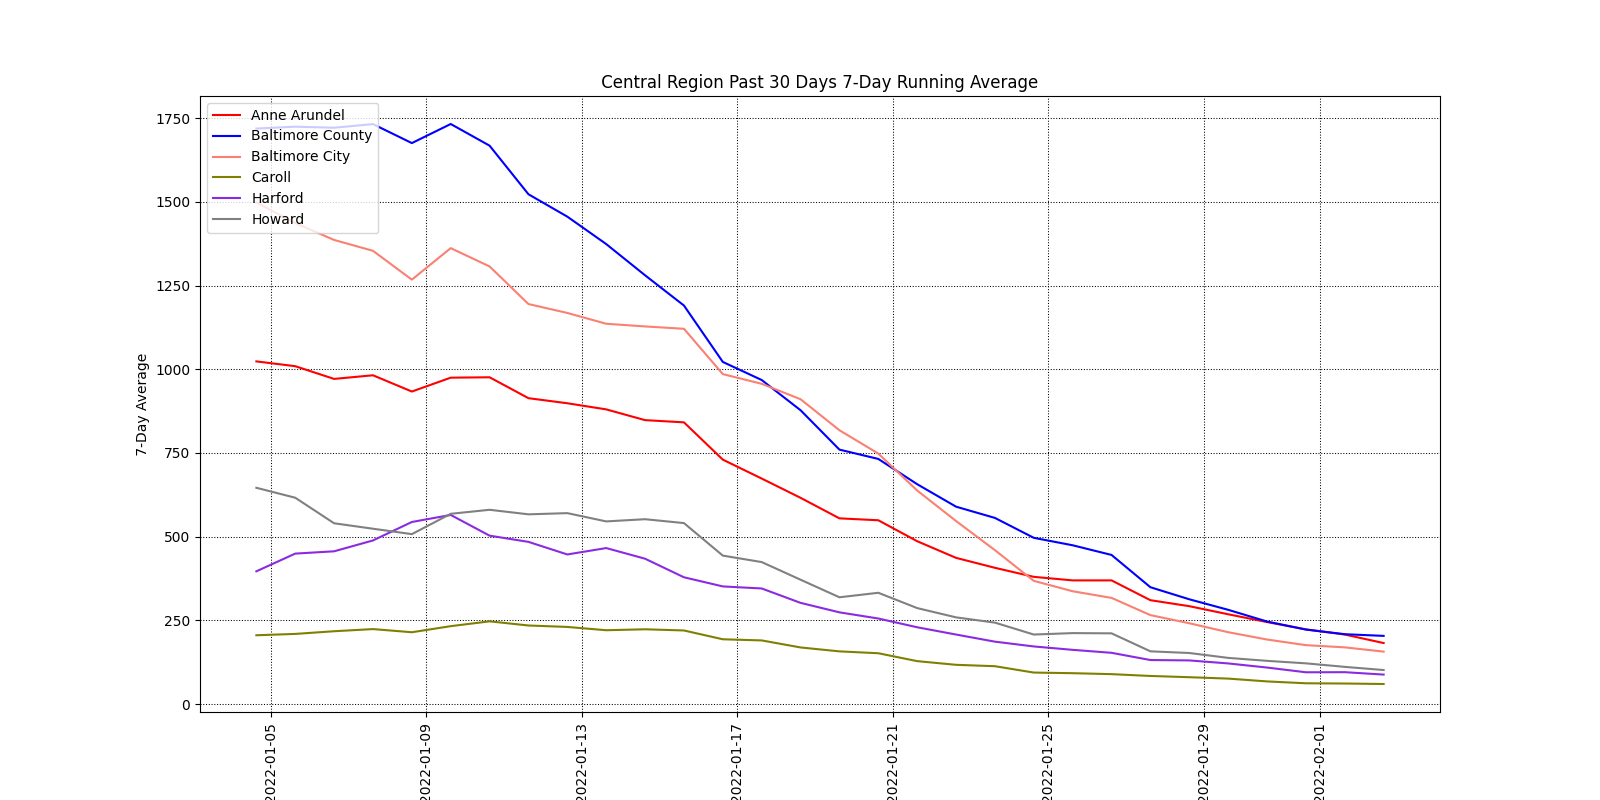 Central Region Past 30 Days 7-Day Running Average
Anne Arundel
Baltimore County
Baltimore City
Caroll
Harford
Howard
7-Day Average
1750
1500
1250
1000
750
500
250
0
2022-01-05
2022-01-09
2022-01-13
2022-01-17
2022-01-21
2022-01-25
2022-01-29
2022-02-01